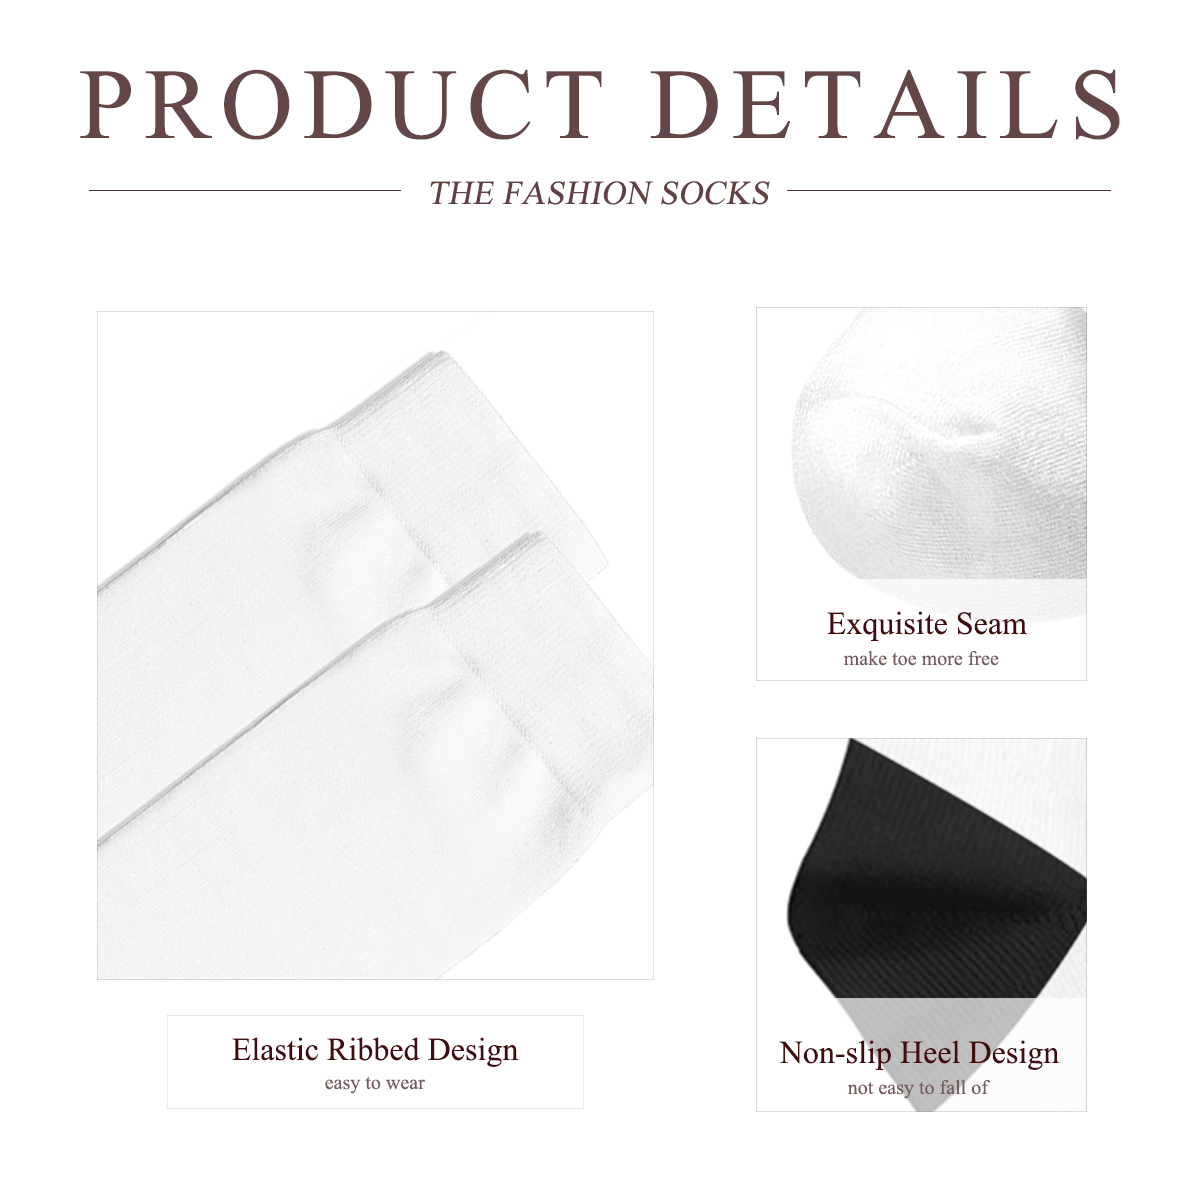 PRODUCT DETAILS
THE FASHION SOCKS
Exquisite Seam
make toe more free
Elastic Ribbed Design
easy to wear
Non-slip Heel Design
not easy to fall of